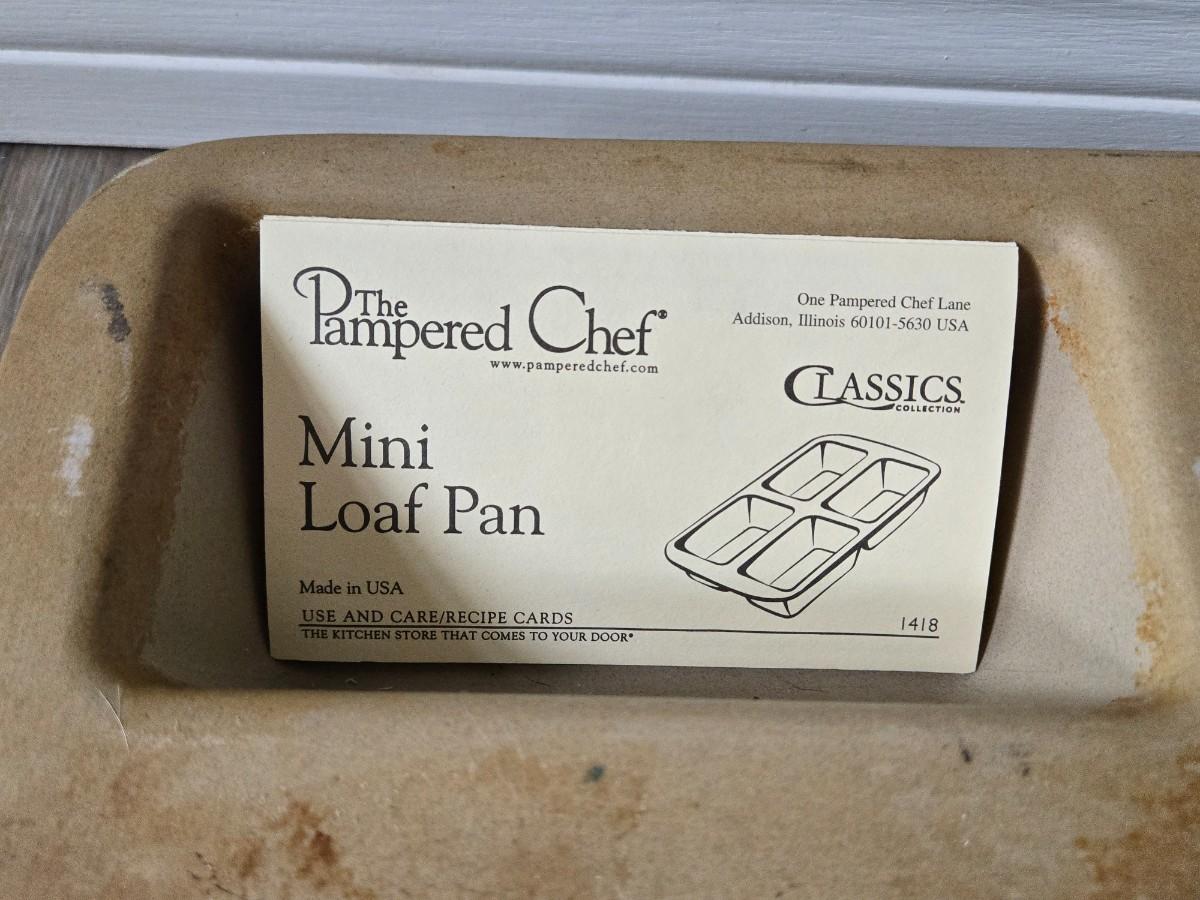 The
Pampered Chef®
www.pamperedchef.com
One Pampered Chef Lane
Addison, Illinois 60101-5630 USA
CLASSICS
COLLECTION
Mini
Loaf Pan
Made in USA
USE AND CARE/RECIPE CARDS
1418
THE KITCHEN STORE THAT COMES TO YOUR DOOR®